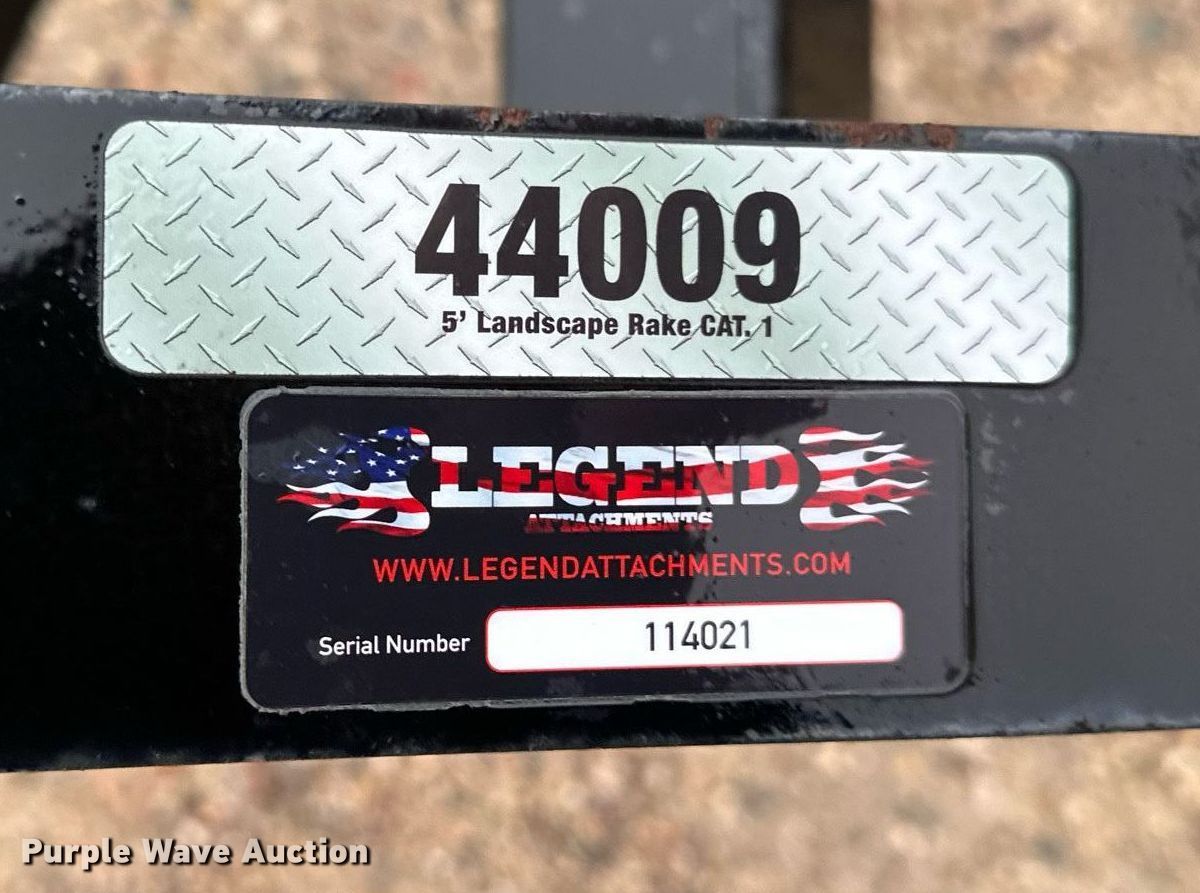 44009
5' Landscape Rake CAT. 1
LEGEND
ATTACHMENTS
WWW.LEGENDATTACHMENTS.COM
Serial Number 114021
Purple Wave Auction